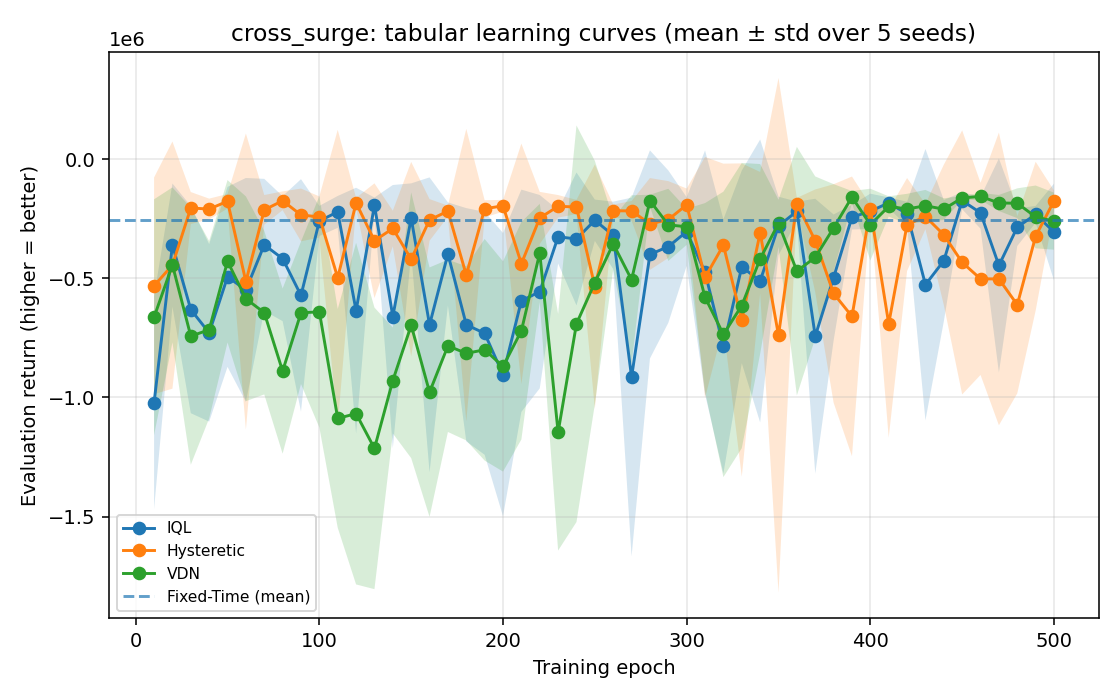 cross_surge: tabular learning curves (mean ± std over 5 seeds)
1e6
Evaluation return (higher = better)
0.0
−0.5
−1.0
−1.5
IQL
Hysteretic
VDN
Fixed-Time (mean)
0
100
200
300
400
500
Training epoch